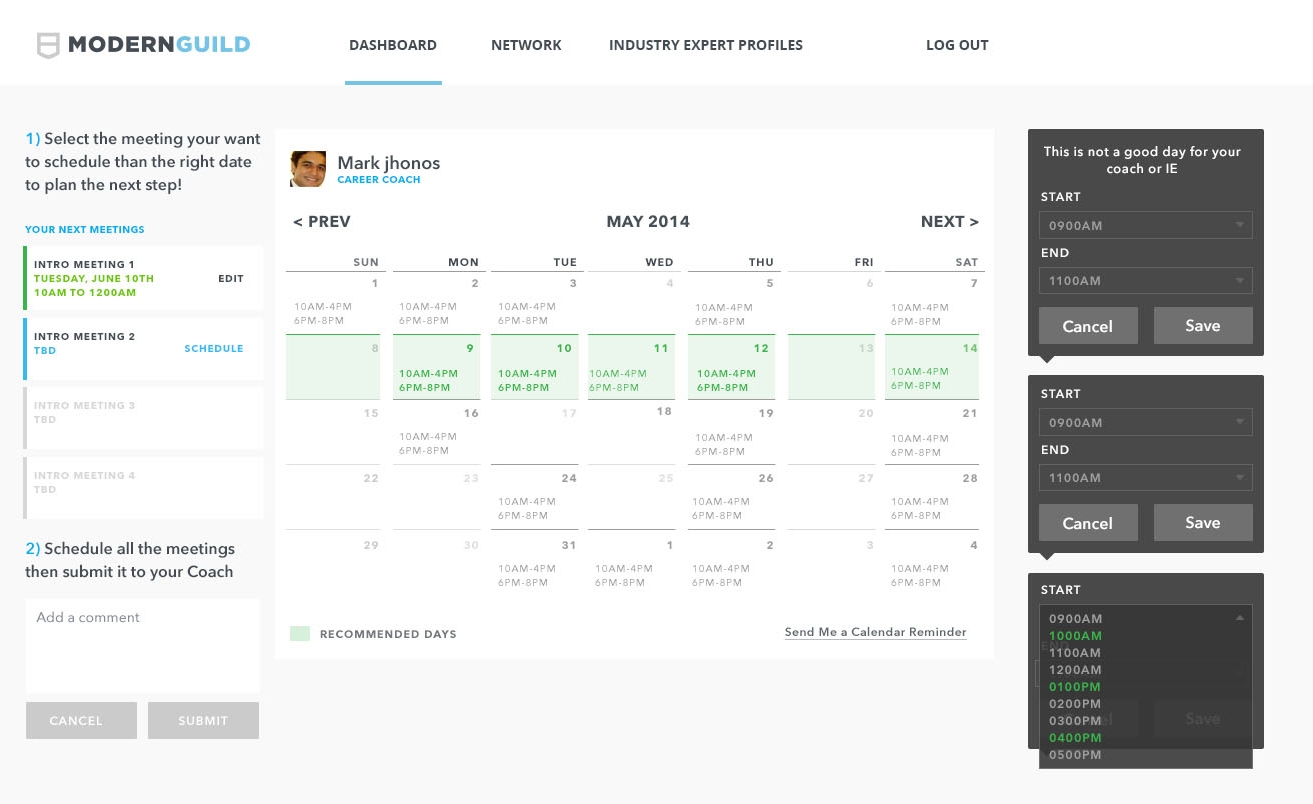 MODERNGUILD
DASHBOARD
NETWORK
INDUSTRY EXPERT PROFILES
LOG OUT
1) Select the meeting your want
to schedule than the right date
to plan the next step!
YOUR NEXT MEETINGS
INTRO MEETING 1
TUESDAY, JUNE 10TH
10AM TO 1200AM
EDIT
INTRO MEETING 2
TBD
SCHEDULE
INTRO MEETING 3
TBD
INTRO MEETING 4
TBD
2) Schedule all the meetings
then submit it to your Coach
Add a comment
CANCEL
SUBMIT
Mark jhonos
CAREER COACH
< PREV
MAY 2014
NEXT >
SUN MON TUE WED THU FRI SAT
1 2 3 4 5 6 7
10AM-4PM 10AM-4PM 10AM-4PM 10AM-4PM 10AM-4PM
6PM-8PM 6PM-8PM 6PM-8PM 6PM-8PM 6PM-8PM
8 9 10 11 12 13 14
10AM-4PM 10AM-4PM 10AM-4PM 10AM-4PM 10AM-4PM
6PM-8PM 6PM-8PM 6PM-8PM 6PM-8PM 6PM-8PM
15 16 17 18 19 20 21
10AM-4PM 10AM-4PM 10AM-4PM
6PM-8PM 6PM-8PM 6PM-8PM
22 23 24 25 26 27 28
10AM-4PM 10AM-4PM 10AM-4PM
6PM-8PM 6PM-8PM 6PM-8PM
29 30 31 1 2 3 4
10AM-4PM 10AM-4PM 10AM-4PM 10AM-4PM
6PM-8PM 6PM-8PM 6PM-8PM 6PM-8PM
RECOMMENDED DAYS
Send Me a Calendar Reminder
This is not a good day for your
coach or IE
START
0900AM
END
1100AM
Cancel
Save
START
0900AM
END
1100AM
Cancel
Save
START
0900AM
1000AM
1100AM
1200AM
0100PM
0200PM
0300PM
Save
0400PM
0500PM